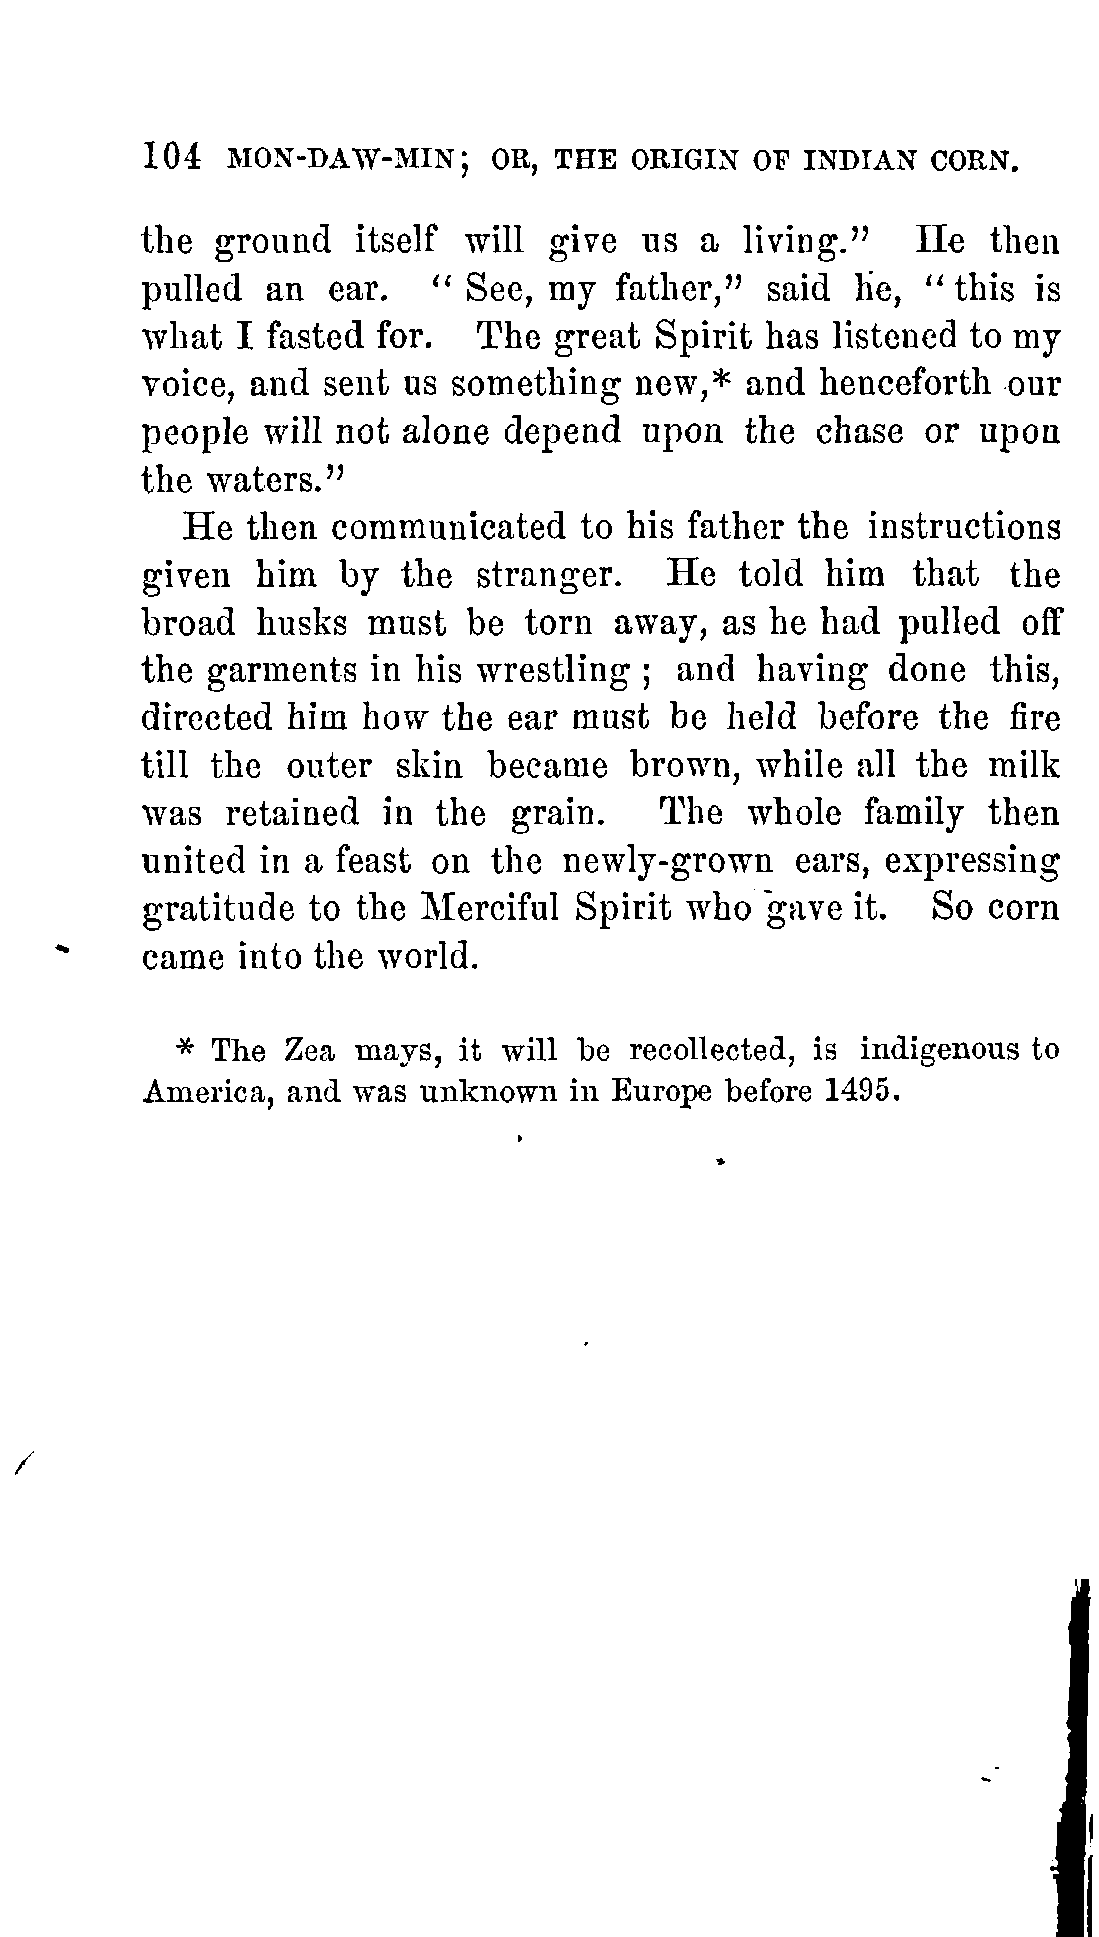 104 MON-DAW-MIN; OR, THE ORIGIN OF INDIAN CORN.
the ground itself will give us a living.” He then
pulled an ear. “ See, my father,” said he, “ this is
what I fasted for. The great Spirit has listened to my
voice, and sent us something new,* and henceforth our
people will not alone depend upon the chase or upon
the waters.”
He then communicated to his father the instructions
given him by the stranger. He told him that the
broad husks must be torn away, as he had pulled off
the garments in his wrestling ; and having done this,
directed him how the ear must be held before the fire
till the outer skin became brown, while all the milk
was retained in the grain. The whole family then
united in a feast on the newly-grown ears, expressing
gratitude to the Merciful Spirit who gave it. So corn
came into the world.
* The Zea mays, it will be recollected, is indigenous to
America, and was unknown in Europe before 1495.